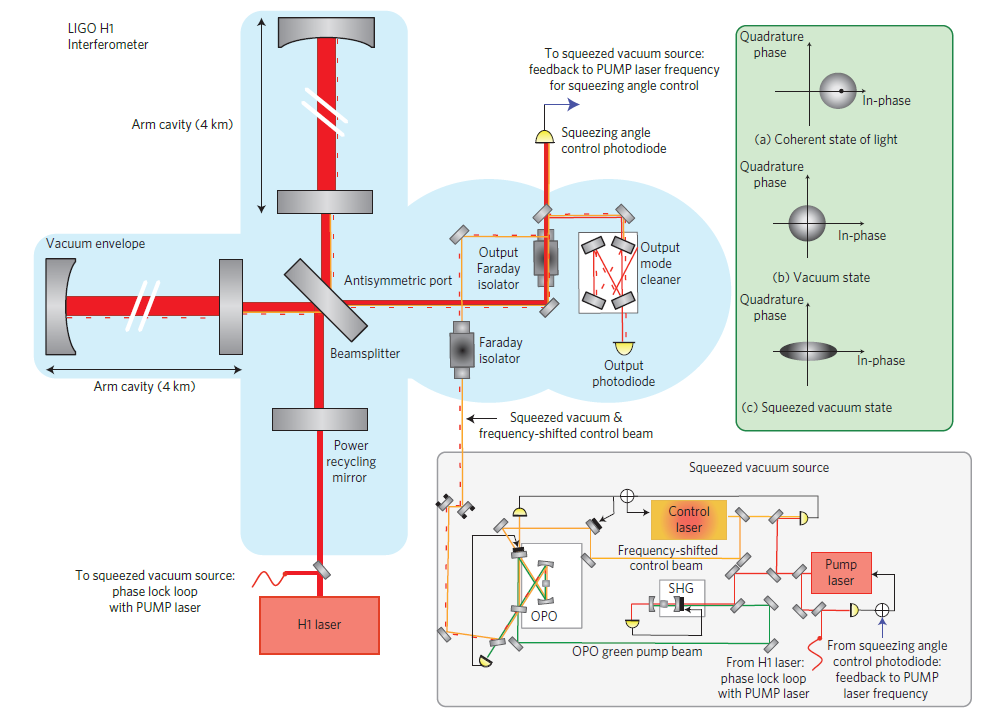 LIGO H1
Interferometer
Arm cavity (4 km)
Vacuum envelope
Arm cavity (4 km)
Antisymmetric port
Beamsplitter
Power
recycling
mirror
To squeezed vacuum source:
phase lock loop
with PUMP laser
H1 laser
To squeezed vacuum source:
feedback to PUMP laser frequency
for squeezing angle control
Squeezing angle
control photodiode
Output
Faraday
isolator
Output
mode
cleaner
Faraday
isolator
Output
photodiode
Squeezed vacuum &
frequency-shifted control beam
Quadrature
phase
In-phase
(a) Coherent state of light
Quadrature
phase
In-phase
(b) Vacuum state
Quadrature
phase
In-phase
(c) Squeezed vacuum state
Squeezed vacuum source
Control
laser
Frequency-shifted
control beam
Pump
laser
SHG
OPO
OPO green pump beam
From H1 laser:
phase lock loop
with PUMP laser
From squeezing angle
control photodiode:
feedback to PUMP
laser frequency